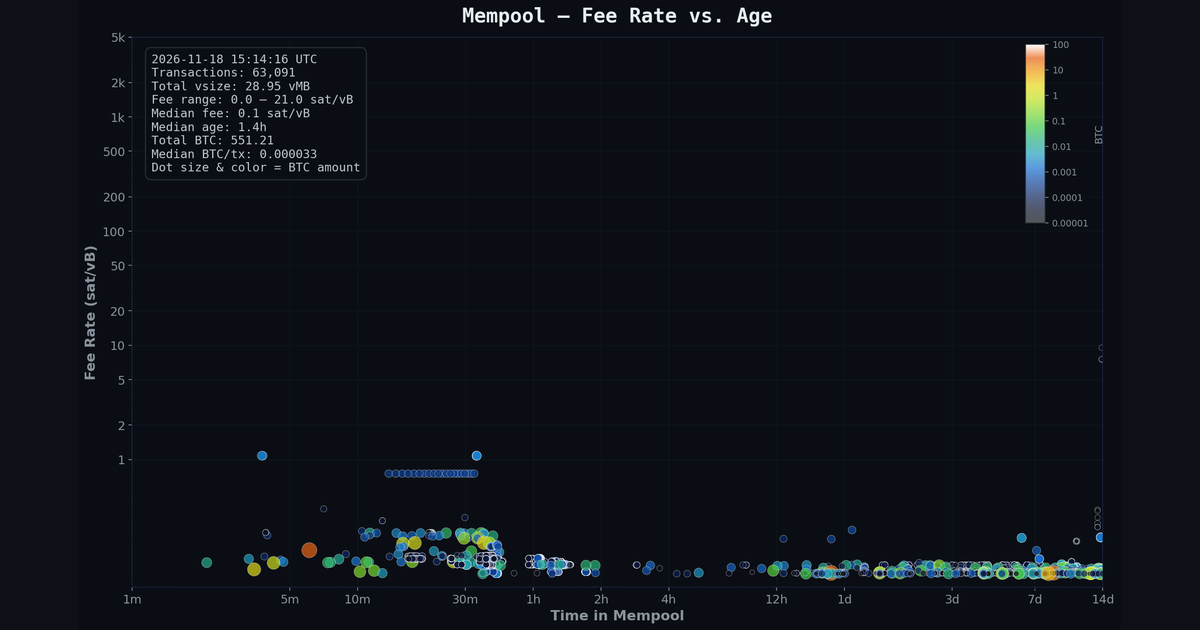 Mempool — Fee Rate vs. Age
2026-11-18 15:14:16 UTC
Transactions: 63,091
Total vsize: 28.95 vMB
Fee range: 0.0 — 21.0 sat/vB
Median fee: 0.1 sat/vB
Median age: 1.4h
Total BTC: 551.21
Median BTC/tx: 0.000033
Dot size & color = BTC amount
100
10
1
0.1
0.01
0.001
0.0001
0.00001
BTC
5k
2k
1k
500
200
100
50
20
10
5
2
1
Fee Rate (sat/vB)
1m 5m 10m 30m 1h 2h 4h 12h 1d 3d 7d 14d
Time in Mempool